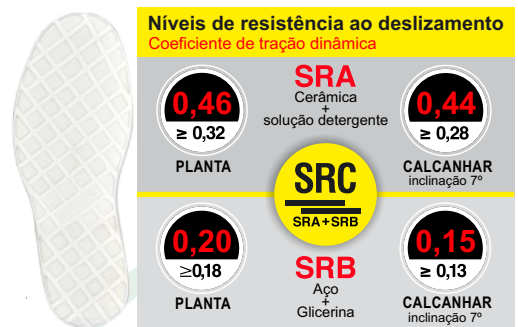 Níveis de resistência ao deslizamento
Coeficiente de tração dinâmica
0,46
≥ 0,32
PLANTA
SRA
Cerâmica
+
solução detergente
0,44
≥ 0,28
CALCANHAR
inclinação 7º
SRC
SRA+SRB
0,20
≥0,18
PLANTA
SRB
Aço
+
Glicerina
0,15
≥ 0,13
CALCANHAR
inclinação 7º